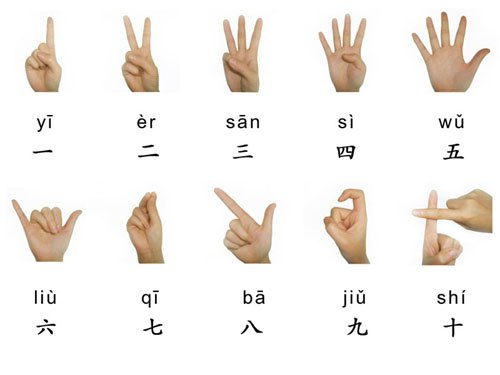 yī èr sān sì wǔ
一 二 三 四 五
liù qī bā jiǔ shí
六 七 八 九 十